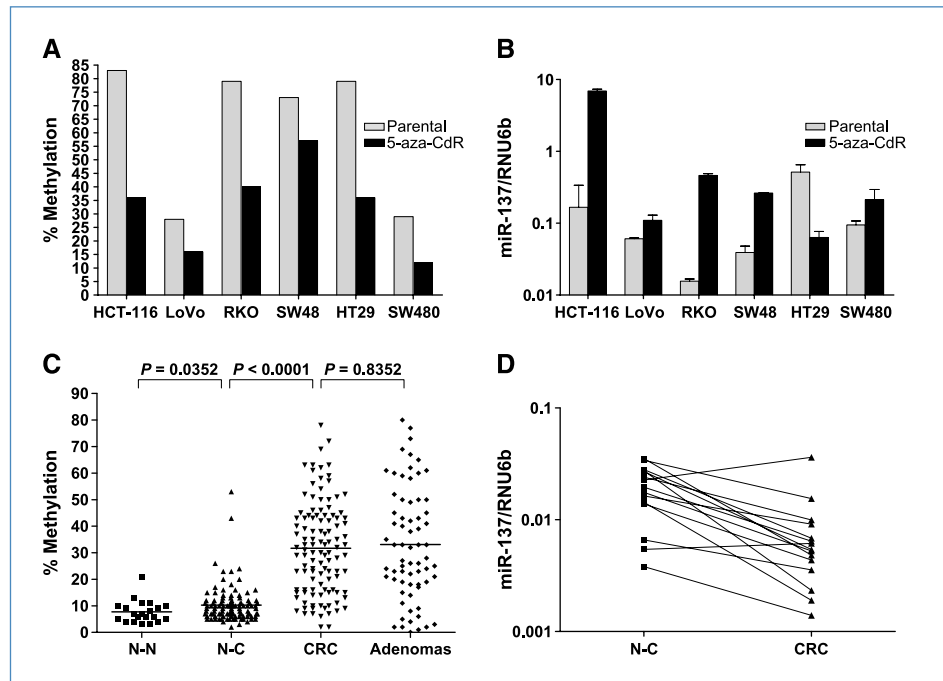 A
% Methylation
85
80
75
70
65
60
55
50
45
40
35
30
25
20
15
10
5
0
Parental
5-aza-CdR
HCT-116 LoVo RKO SW48 HT29 SW480
B
miR-137/RNU6b
10
1
0.1
0.01
Parental
5-aza-CdR
HCT-116 LoVo RKO SW48 HT29 SW480
C
P = 0.0352 P < 0.0001 P = 0.8352
% Methylation
90
80
70
60
50
40
30
20
10
0
N-N N-C CRC Adenomas
D
miR-137/RNU6b
0.1
0.01
0.001
N-C CRC